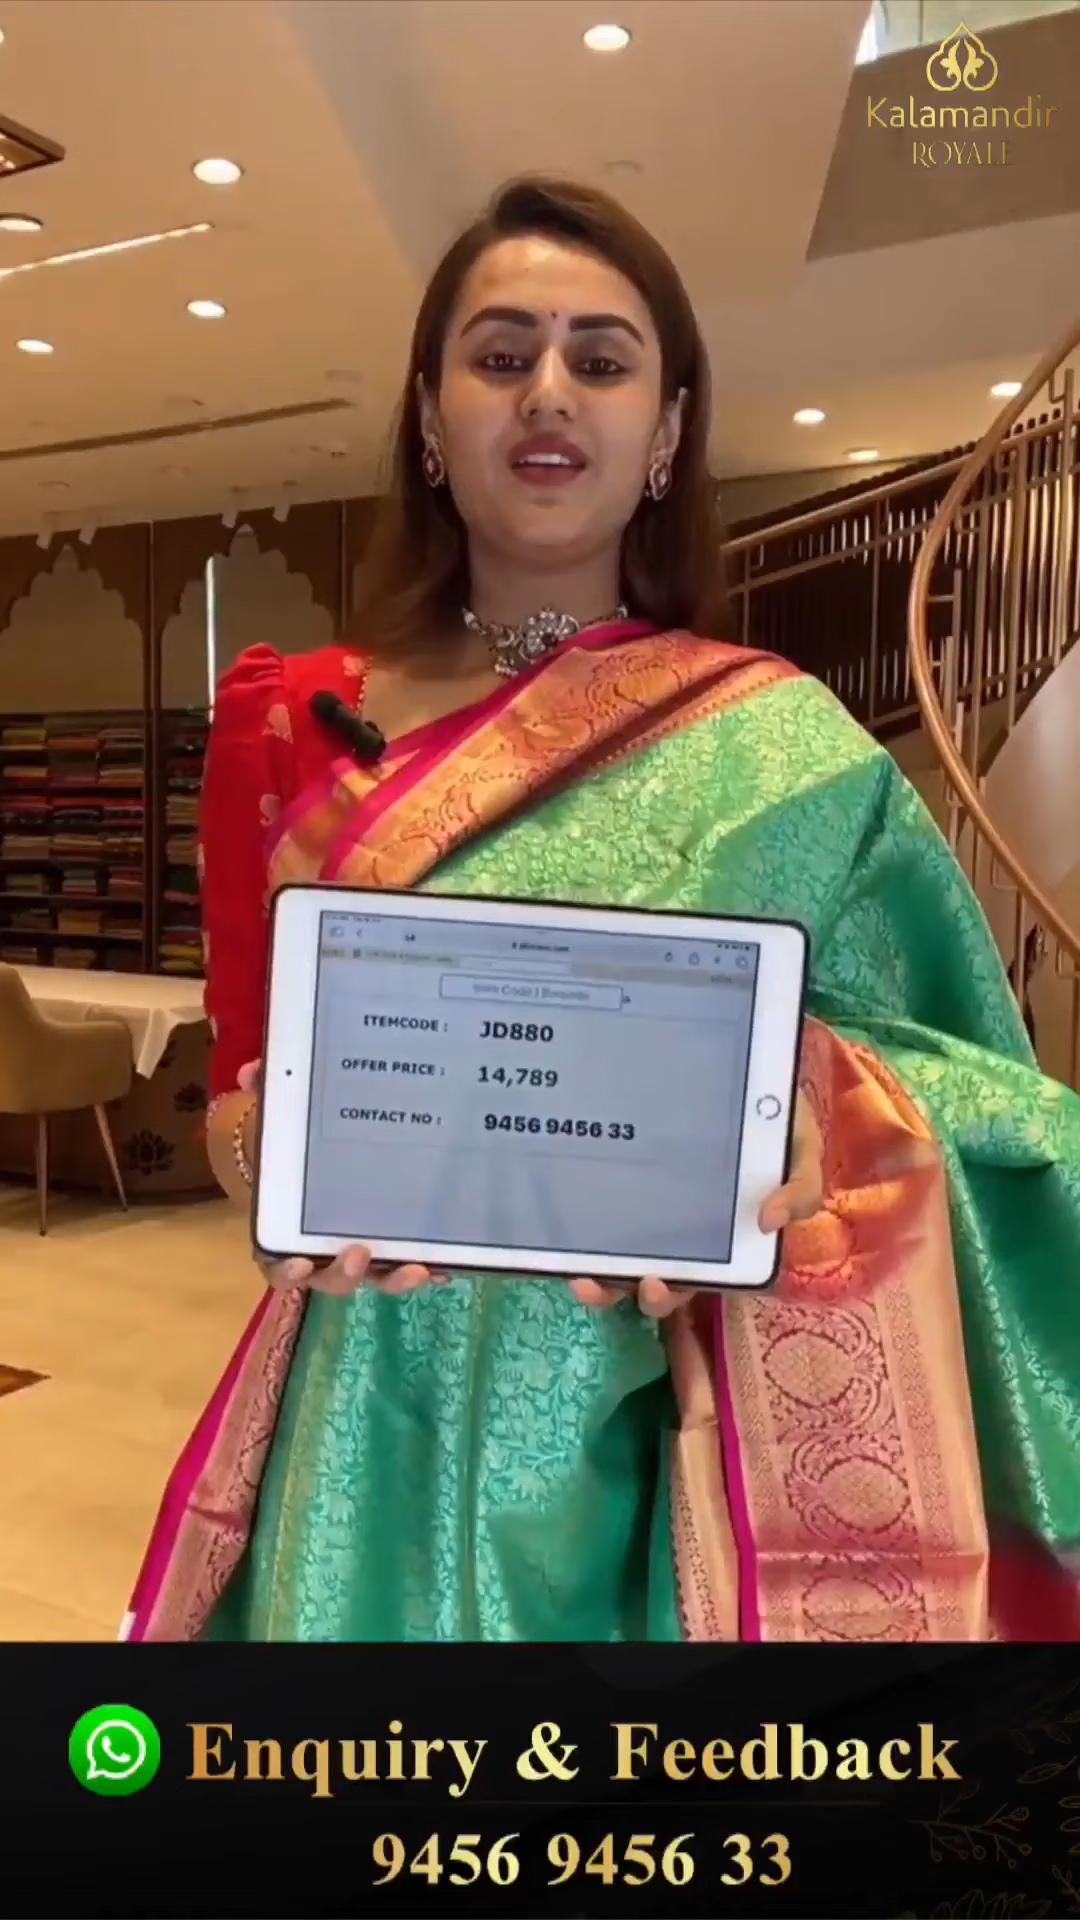 Kalamandir
ROYALE
ITEMCODE : JD880
OFFER PRICE : 14,789
CONTACT NO : 9456 9456 33
Enquiry & Feedback
9456 9456 33